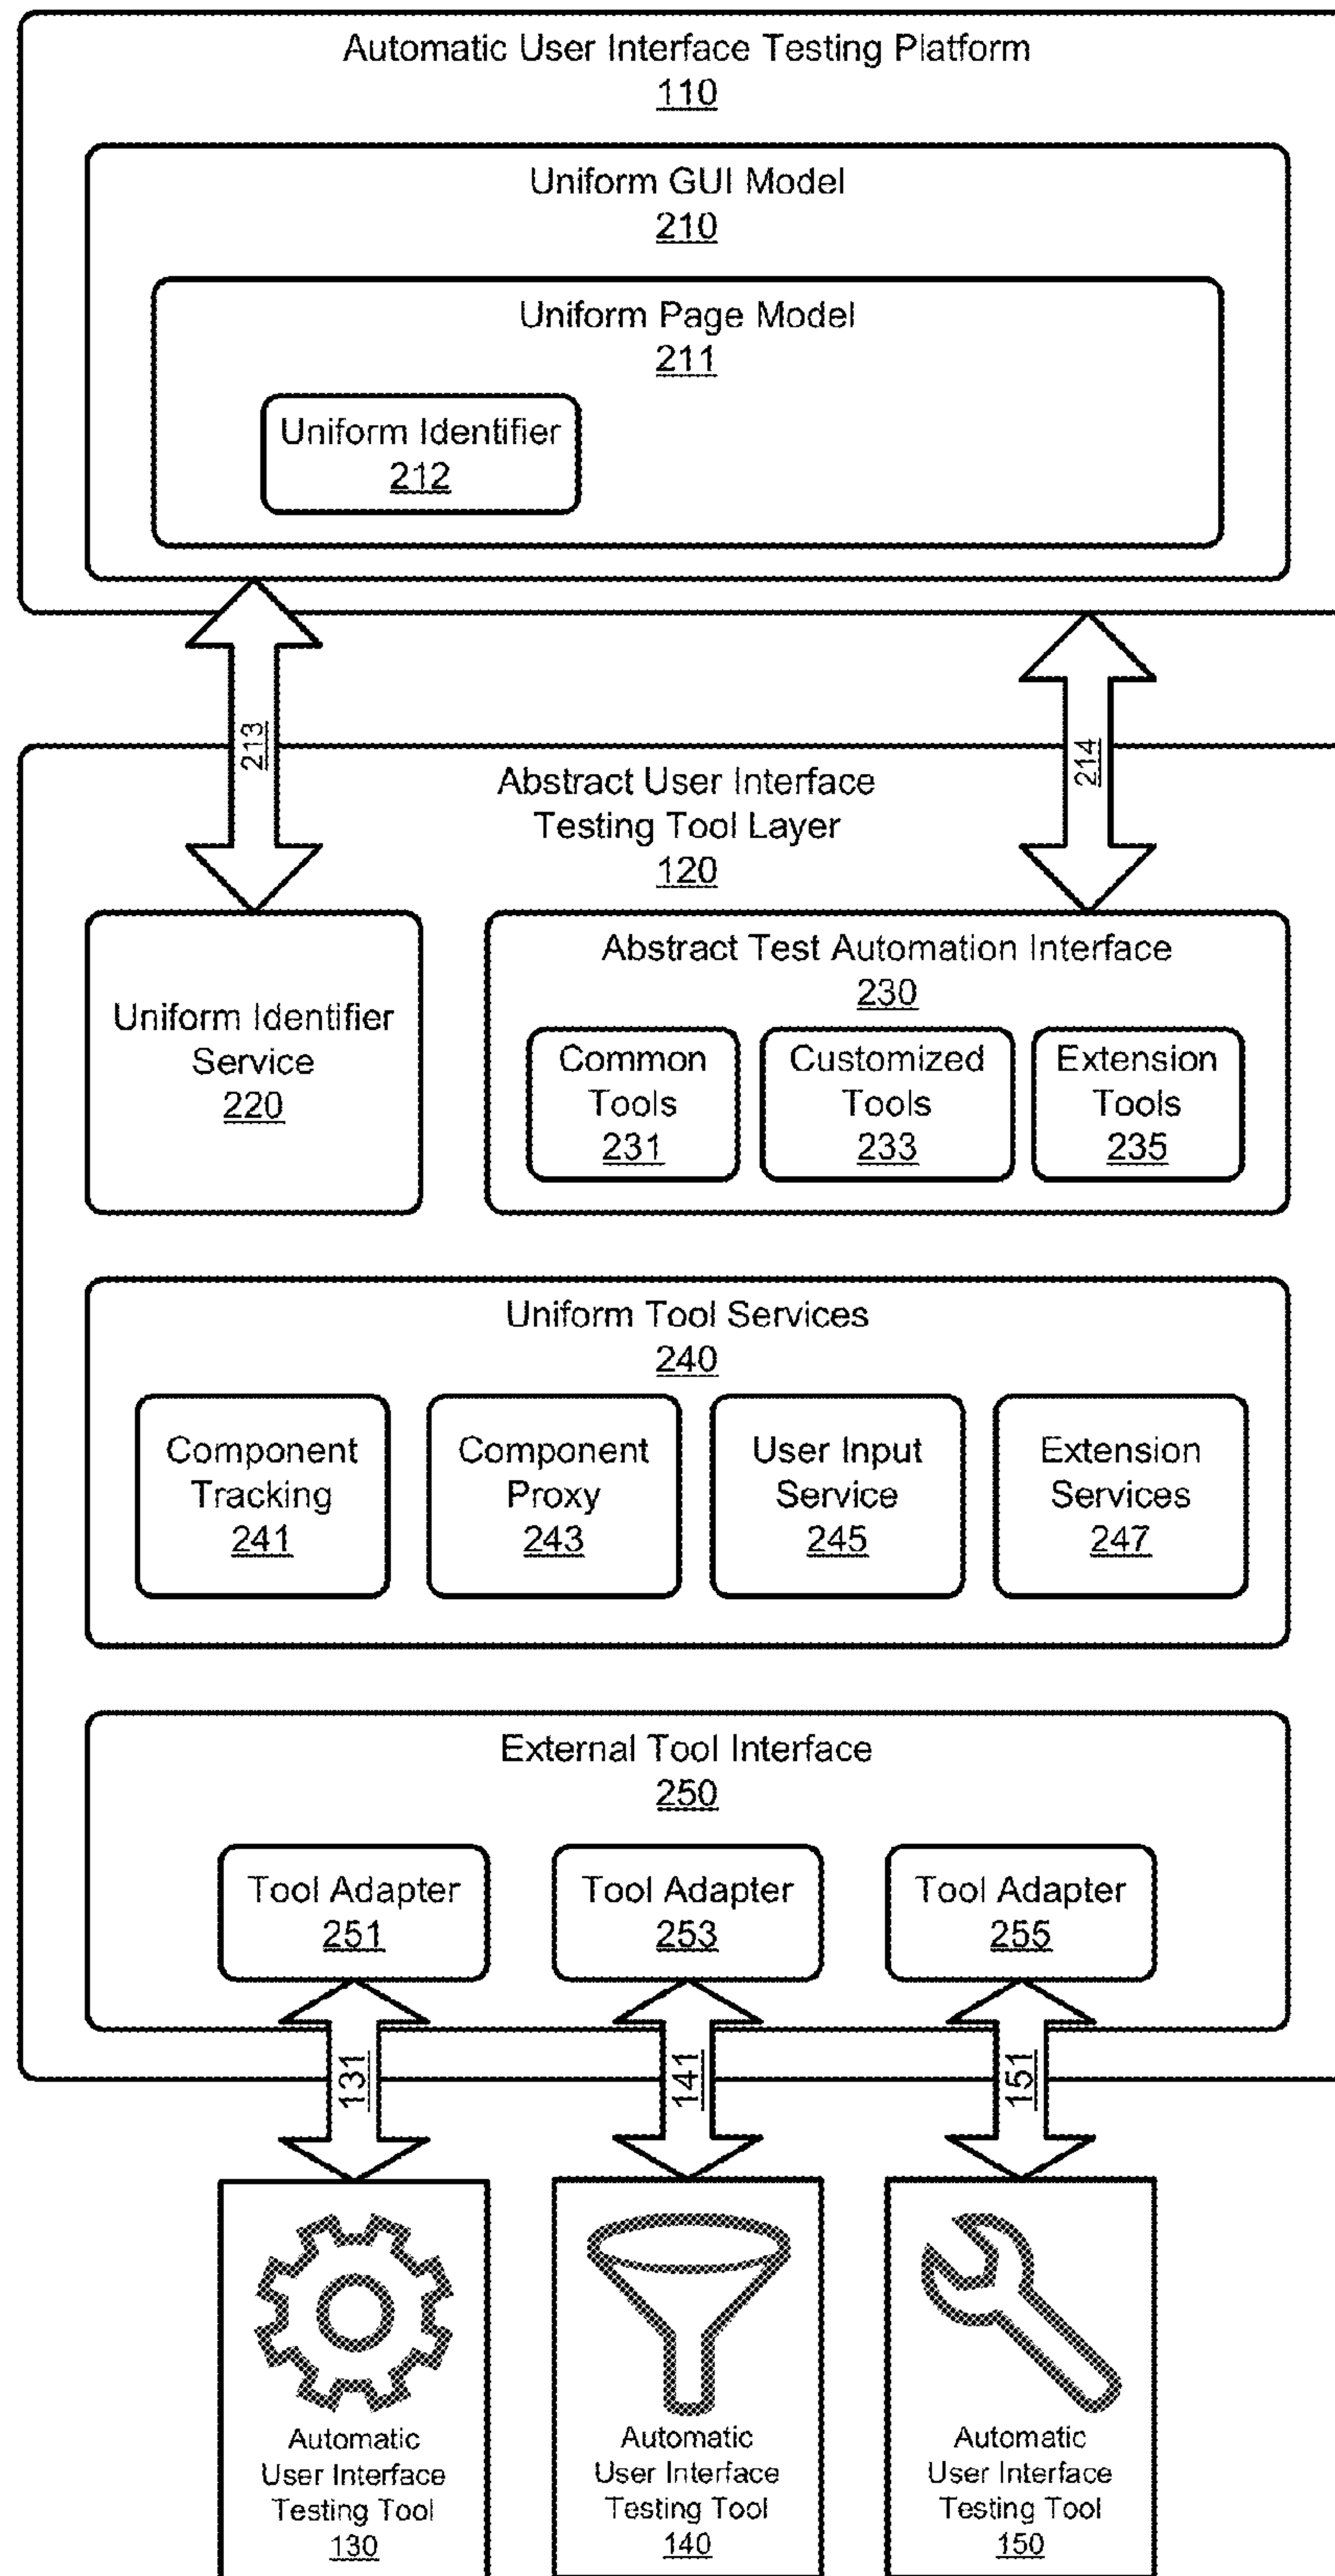 Automatic User Interface Testing Platform
110
Uniform GUI Model
210
Uniform Page Model
211
Uniform Identifier
212
213
214
Abstract User Interface
Testing Tool Layer
120
Uniform Identifier
Service
220
Abstract Test Automation Interface
230
Common
Tools
231
Customized
Tools
233
Extension
Tools
235
Uniform Tool Services
240
Component
Tracking
241
Component
Proxy
243
User Input
Service
245
Extension
Services
247
External Tool Interface
250
Tool Adapter
251
Tool Adapter
253
Tool Adapter
255
131
141
151
Automatic
User Interface
Testing Tool
130
Automatic
User Interface
Testing Tool
140
Automatic
User Interface
Testing Tool
150